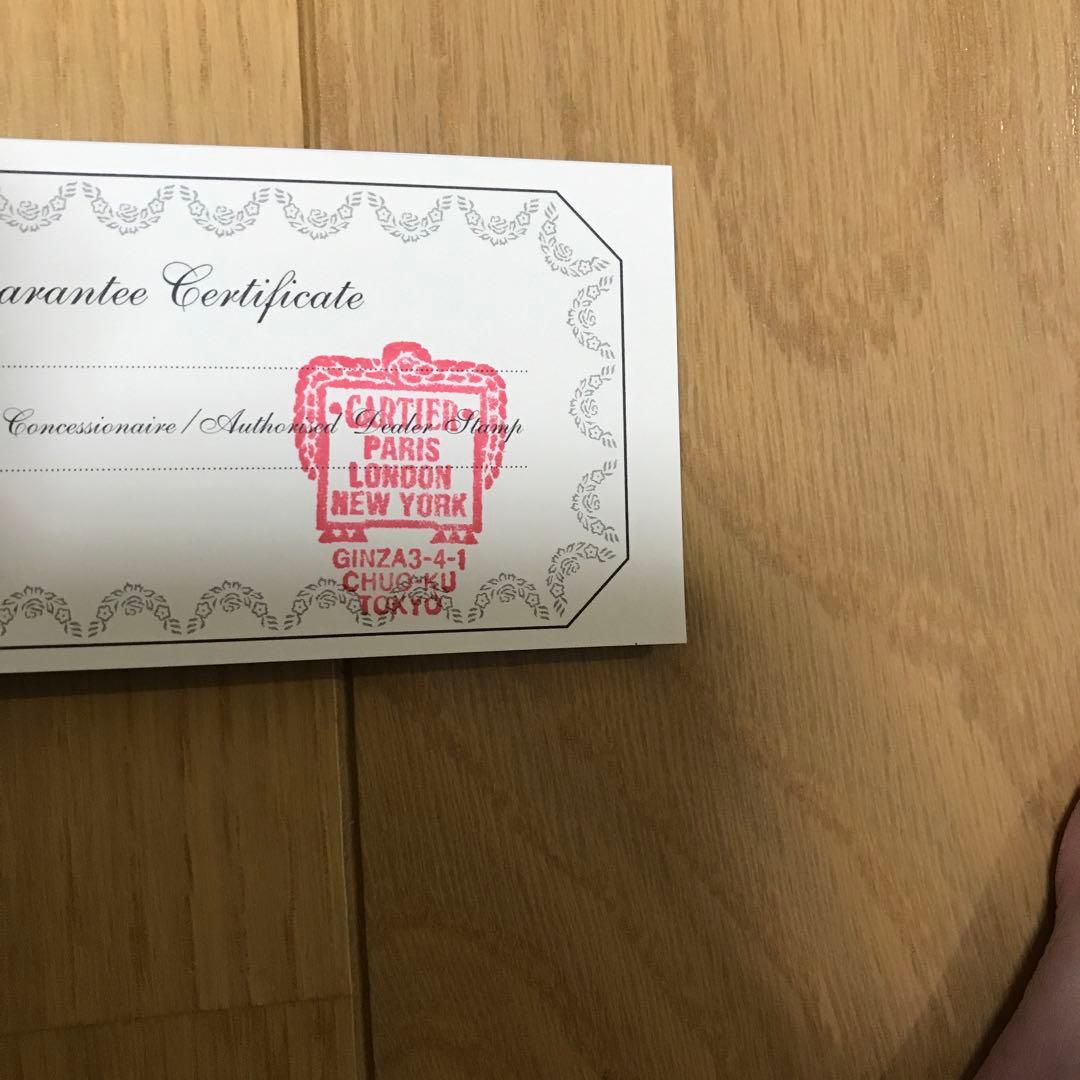 arantee Certificate
Concessionaire/Authorised Dealer Stamp
CARTIER
PARIS
LONDON
NEW YORK
GINZA3-4-1
CHUO-KU
TOKYO